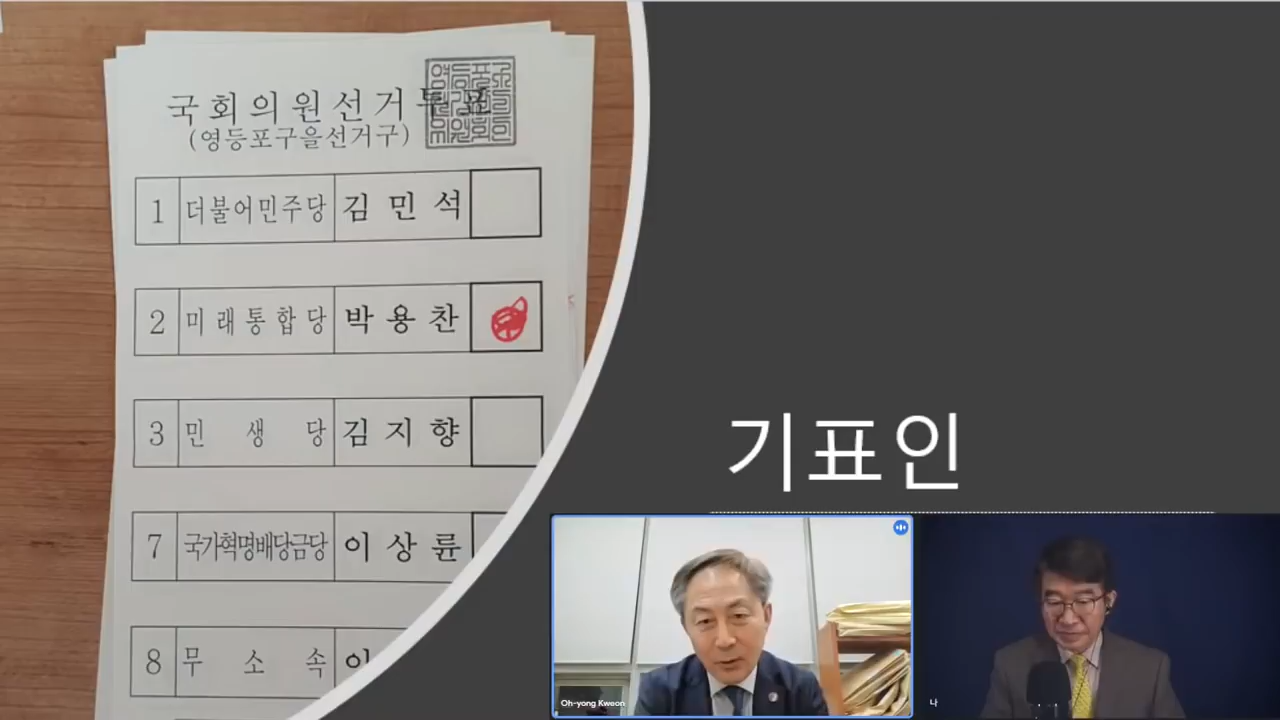 국회의원선거투표
(영등포구을선거구)
1 더불어민주당 김민석
2 미래통합당 박용찬
3 민생당 김지향
7 국가혁명배당금당 이상륜
8 무소속 이
기표인
Oh-yong Kweon
나